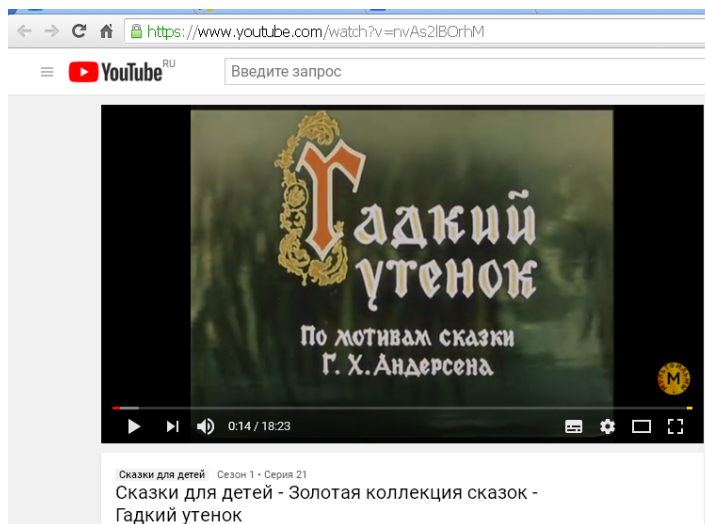 https://www.youtube.com/watch?v=nvAs2lBOrhM
YouTube RU
Введите запрос
Гадкий
утенок
По мотивам сказки
Г. Х. Андерсена
М
0:14 / 18:23
Сказки для детей Сезон 1 • Серия 21
Сказки для детей - Золотая коллекция сказок -
Гадкий утенок